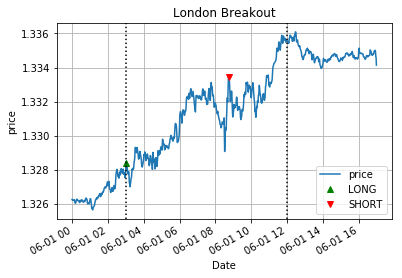 London Breakout
1.336
1.334
1.332
1.330
1.328
1.326
price
price
LONG
SHORT
06-01 00
06-01 02
06-01 04
06-01 06
06-01 08
06-01 10
06-01 12
06-01 14
06-01 16
Date